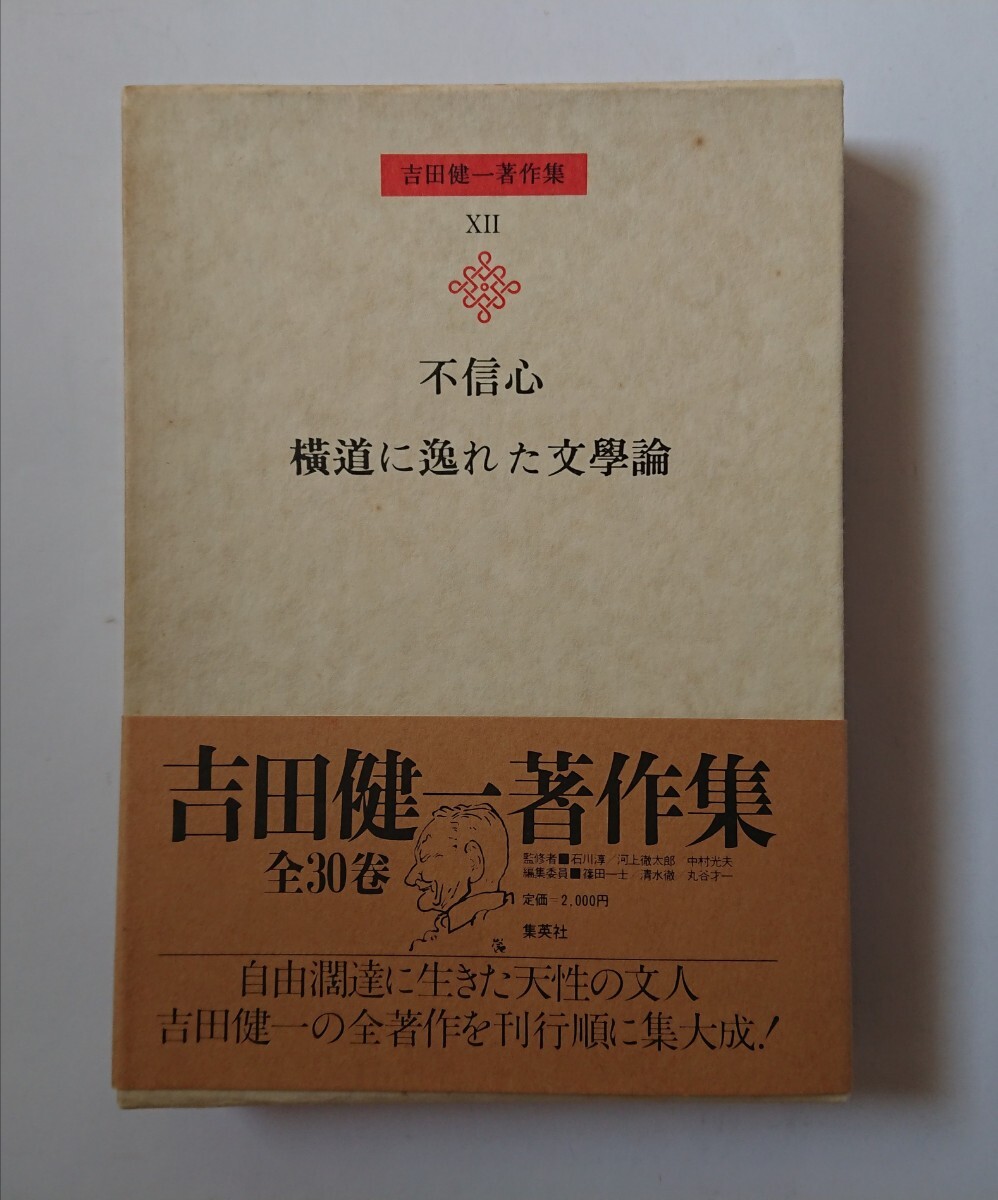 吉田健一著作集
XII
不信心
橫道に逸れた文學論
吉田健一著作集
全30巻
監修者■石川淳/河上徹太郎/中村光夫
編集委員■篠田一士/清水徹/丸谷才一
定価=2,000円
集英社
自由潤達に生きた天性の文人
吉田健一の全著作を刊行順に集大成!